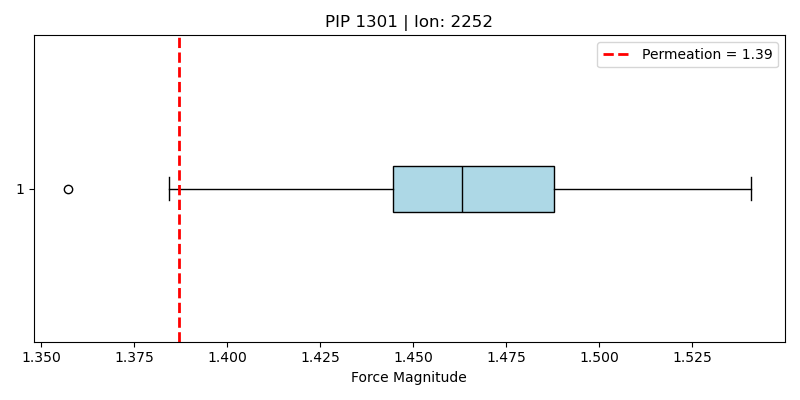 PIP 1301 | Ion: 2252
Permeation = 1.39
1
1.350 1.375 1.400 1.425 1.450 1.475 1.500 1.525
Force Magnitude